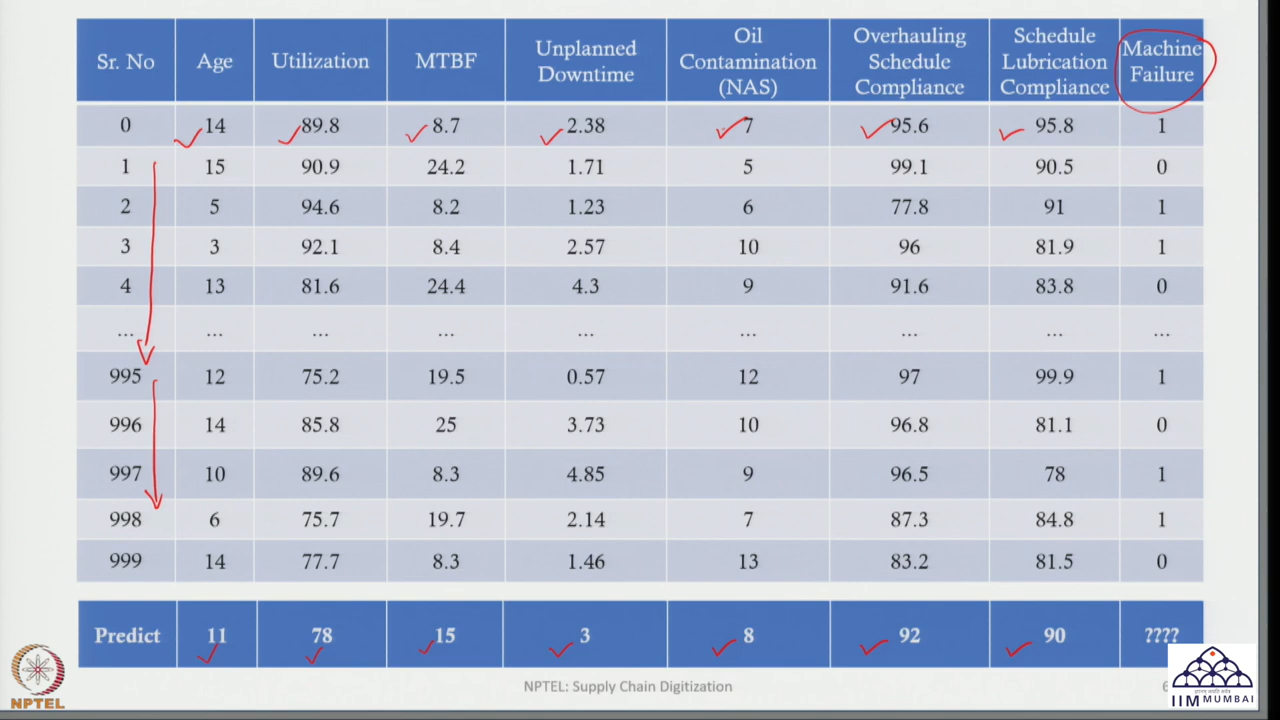 Sr. No Age Utilization MTBF Unplanned Downtime Oil Contamination (NAS) Overhauling Schedule Compliance Schedule Lubrication Compliance Machine Failure
0 14 89.8 8.7 2.38 7 95.6 95.8 1
1 15 90.9 24.2 1.71 5 99.1 90.5 0
2 5 94.6 8.2 1.23 6 77.8 91 1
3 3 92.1 8.4 2.57 10 96 81.9 1
4 13 81.6 24.4 4.3 9 91.6 83.8 0
... ... ... ... ... ... ... ... ...
995 12 75.2 19.5 0.57 12 97 99.9 1
996 14 85.8 25 3.73 10 96.8 81.1 0
997 10 89.6 8.3 4.85 9 96.5 78 1
998 6 75.7 19.7 2.14 7 87.3 84.8 1
999 14 77.7 8.3 1.46 13 83.2 81.5 0
Predict 11 78 15 3 8 92 90 ????
NPTEL
NPTEL: Supply Chain Digitization
IIM MUMBAI